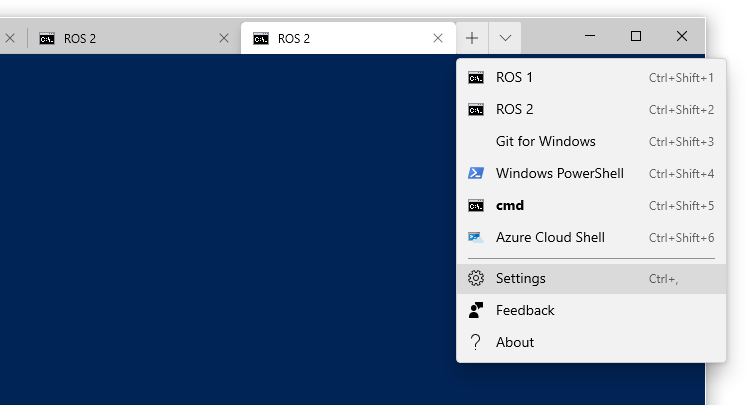 ROS 2
ROS 2
ROS 1 Ctrl+Shift+1
ROS 2 Ctrl+Shift+2
Git for Windows Ctrl+Shift+3
Windows PowerShell Ctrl+Shift+4
cmd Ctrl+Shift+5
Azure Cloud Shell Ctrl+Shift+6
Settings Ctrl+,
Feedback
About